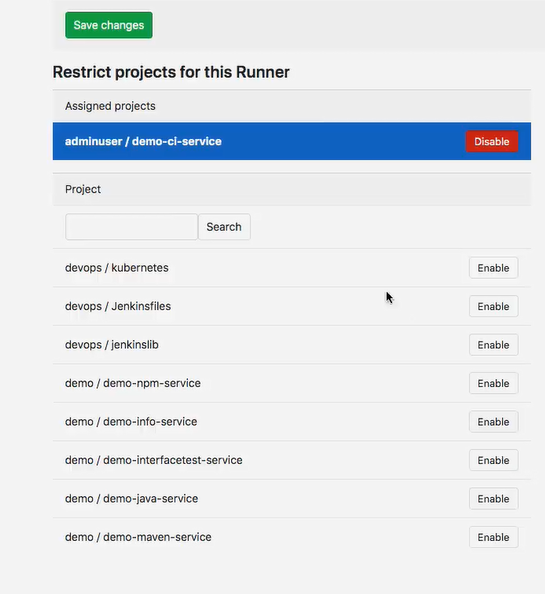 Save changes
Restrict projects for this Runner
Assigned projects
adminuser / demo-ci-service Disable
Project
Search
devops / kubernetes Enable
devops / Jenkinsfiles Enable
devops / jenkinslib Enable
demo / demo-npm-service Enable
demo / demo-info-service Enable
demo / demo-interfacetest-service Enable
demo / demo-java-service Enable
demo / demo-maven-service Enable